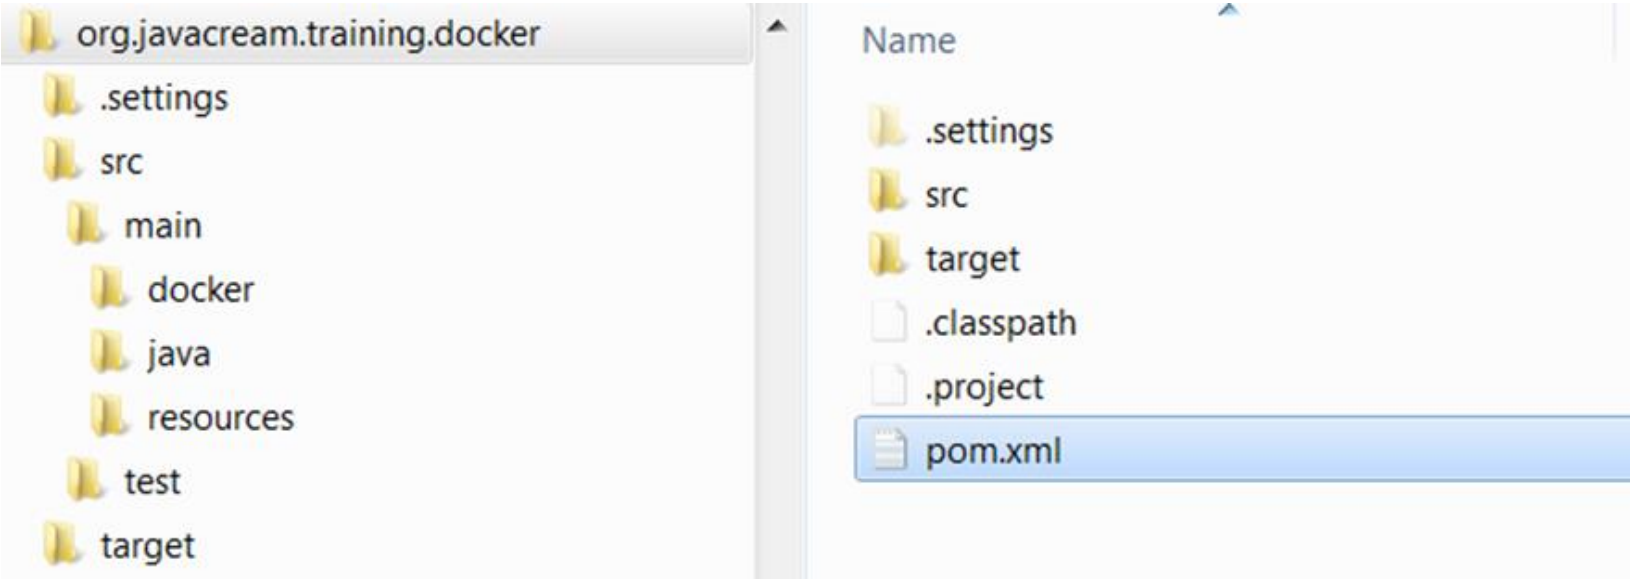 org.javacream.training.docker
.settings
src
main
docker
java
resources
test
target
Name
.settings
src
target
.classpath
.project
pom.xml